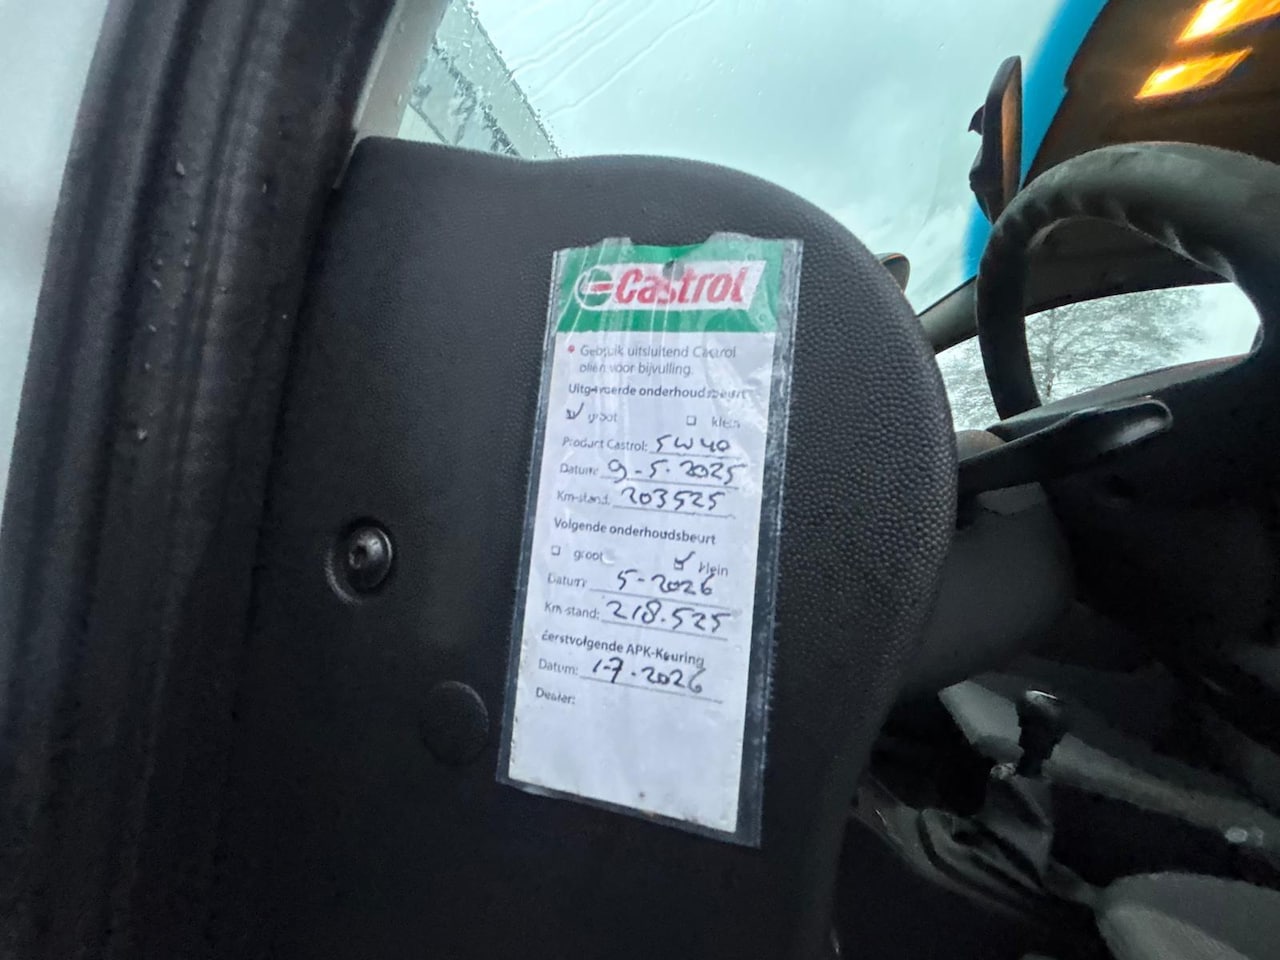 Castrol
Gebruik uitsluitend Castrol
oliën voor bijvulling.
Uitgevoerde onderhoudsbeurt
groot klein
Product Castrol: 5W40
Datum: 9-5-2025
Km-stand: 203525
Volgende onderhoudsbeurt
groot klein
Datum: 5-2026
Km-stand: 218.525
Eerstvolgende APK-Keuring
Datum: 1-7-2026
Dealer: